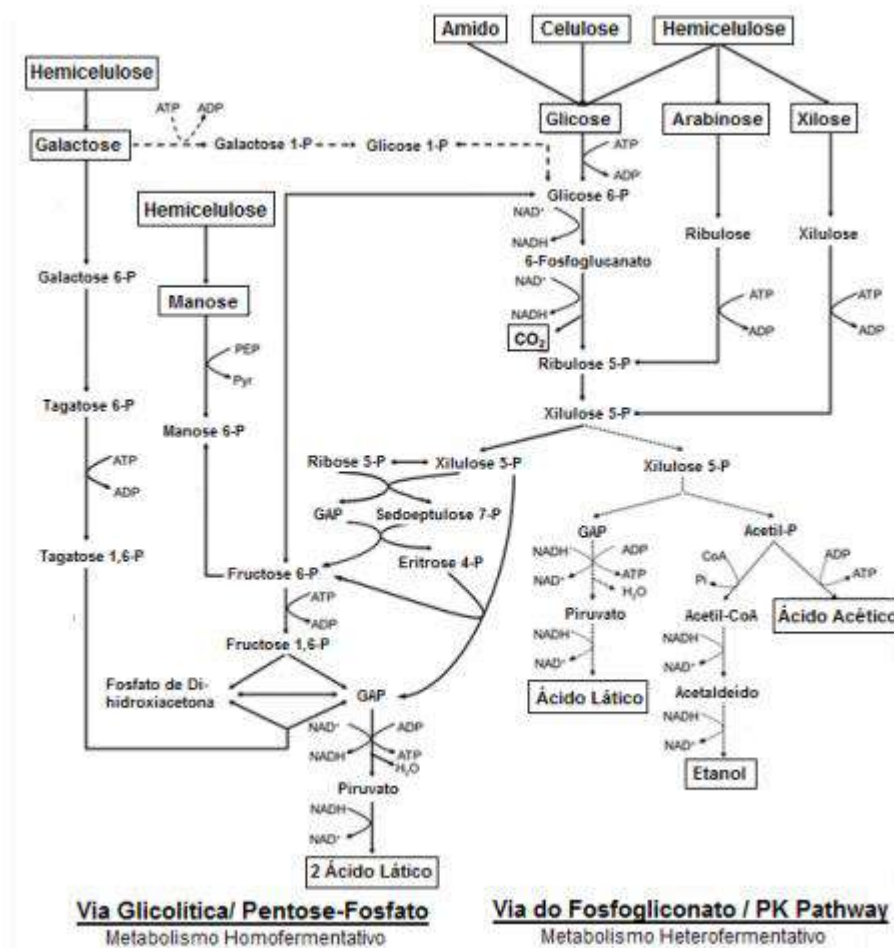 Amido
Celulose
Hemicelulose
Hemicelulose
ATP
ADP
Galactose
Galactose 1-P
Glicose 1-P
Glicose
Arabinose
Xilose
ATP
ADP
Hemicelulose
Glicose 6-P
NAD⁺
NADH
6-Fosfoglucanato
Ribulose
Xilulose
Galactose 6-P
Manose
NAD⁺
NADH
CO₂
ATP
ADP
ATP
ADP
PEP
Pyr
Ribulose 5-P
Tagatose 6-P
Manose 6-P
Xilulose 5-P
ATP
ADP
Ribose 5-P
Xilulose 5-P
Xilulose 5-P
GAP
Sedoeptulose 7-P
GAP
Acetil-P
Tagatose 1,6-P
Eritrose 4-P
Fructose 6-P
NADH
NAD⁺
ADP
ATP
H₂O
CoA
Pi
ADP
ATP
ATP
ADP
Piruvato
Acetil-CoA
Ácido Acético
Fructose 1,6-P
NADH
NAD⁺
NADH
NAD⁺
Fosfato de Di-
hidroxiacetona
GAP
Ácido Lático
Acetaldeído
NAD⁺
NADH
ADP
ATP
H₂O
NADH
NAD⁺
Piruvato
Etanol
NADH
NAD⁺
2 Ácido Lático
Via Glicolítica/ Pentose-Fosfato
Metabolismo Homofermentativo
Via do Fosfogliconato / PK Pathway
Metabolismo Heterofermentativo